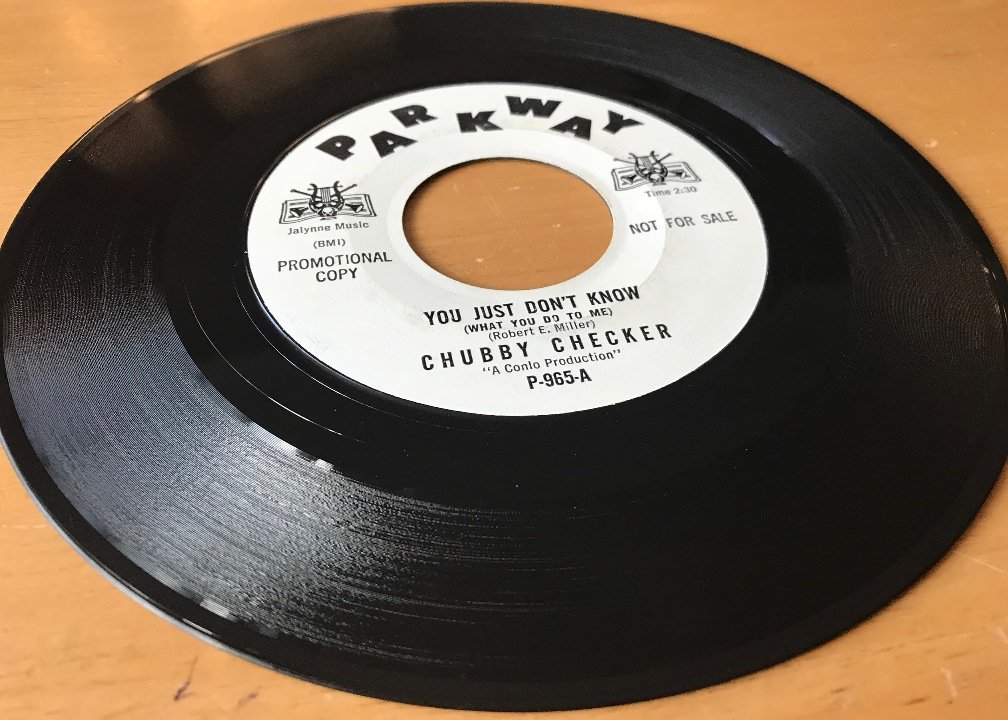 PARKWAY
Jalynne Music
(BMI)
PROMOTIONAL
COPY
Time 2:30
NOT FOR SALE
YOU JUST DON'T KNOW
(WHAT YOU DO TO ME)
(Robert E. Miller)
CHUBBY CHECKER
"A Conlo Production"
P-965-A